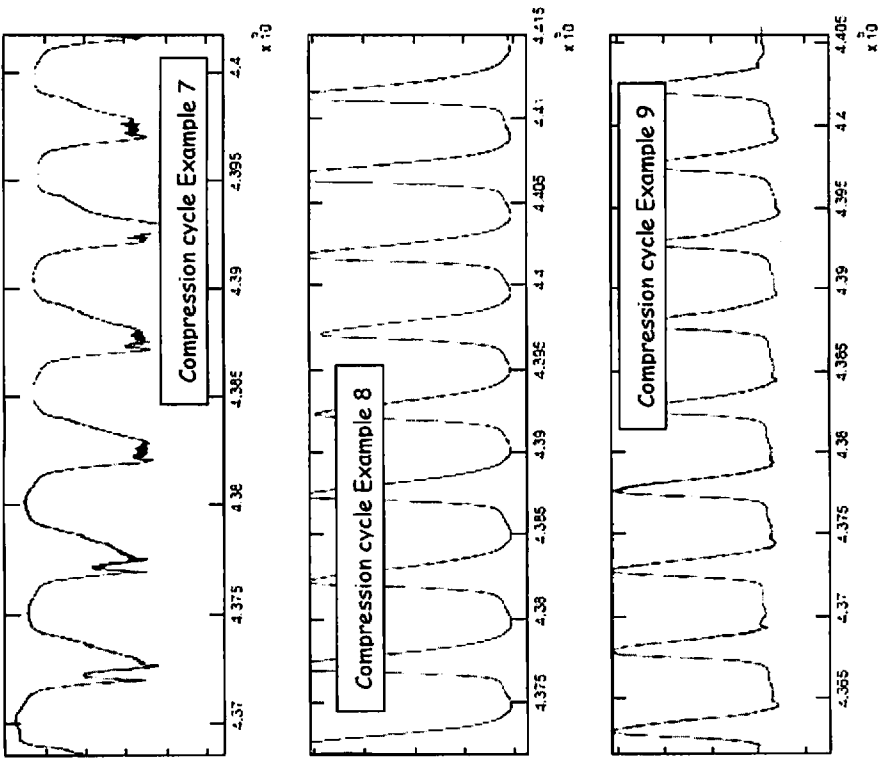 Compression cycle Example 7
4.37 4.375 4.38 4.385 4.39 4.395 4.4
x 10
Compression cycle Example 8
4.375 4.38 4.385 4.39 4.395 4.4 4.405 4.41 4.415
x 10
Compression cycle Example 9
4.365 4.37 4.375 4.38 4.385 4.39 4.395 4.4 4.405
x 10